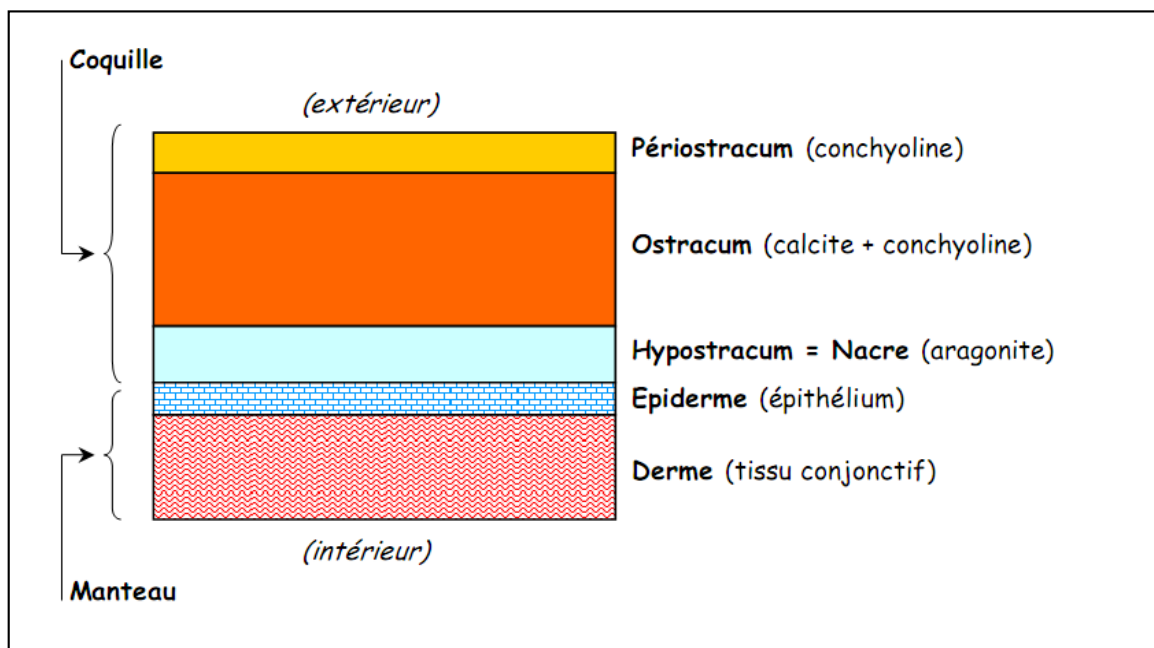 Coquille
(extérieur)
Périostracum (conchyoline)
Ostracum (calcite + conchyoline)
Hypostracum = Nacre (aragonite)
Epiderme (épithélium)
Derme (tissu conjonctif)
(intérieur)
Manteau